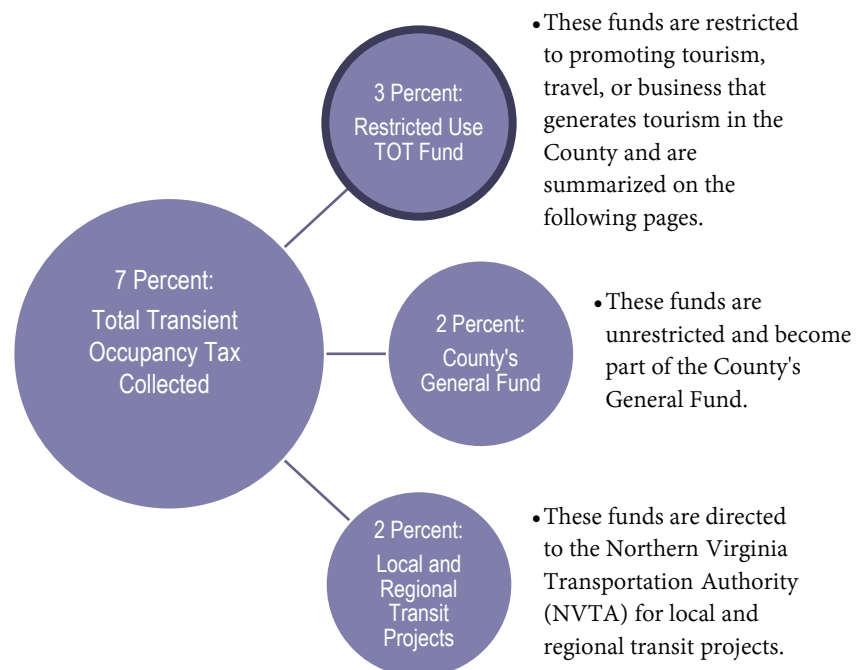 7 Percent:
Total Transient
Occupancy Tax
Collected
3 Percent:
Restricted Use
TOT Fund
•These funds are restricted
to promoting tourism,
travel, or business that
generates tourism in the
County and are
summarized on the
following pages.
2 Percent:
County's
General Fund
•These funds are
unrestricted and become
part of the County's
General Fund.
2 Percent:
Local and
Regional
Transit
Projects
•These funds are directed
to the Northern Virginia
Transportation Authority
(NVTA) for local and
regional transit projects.